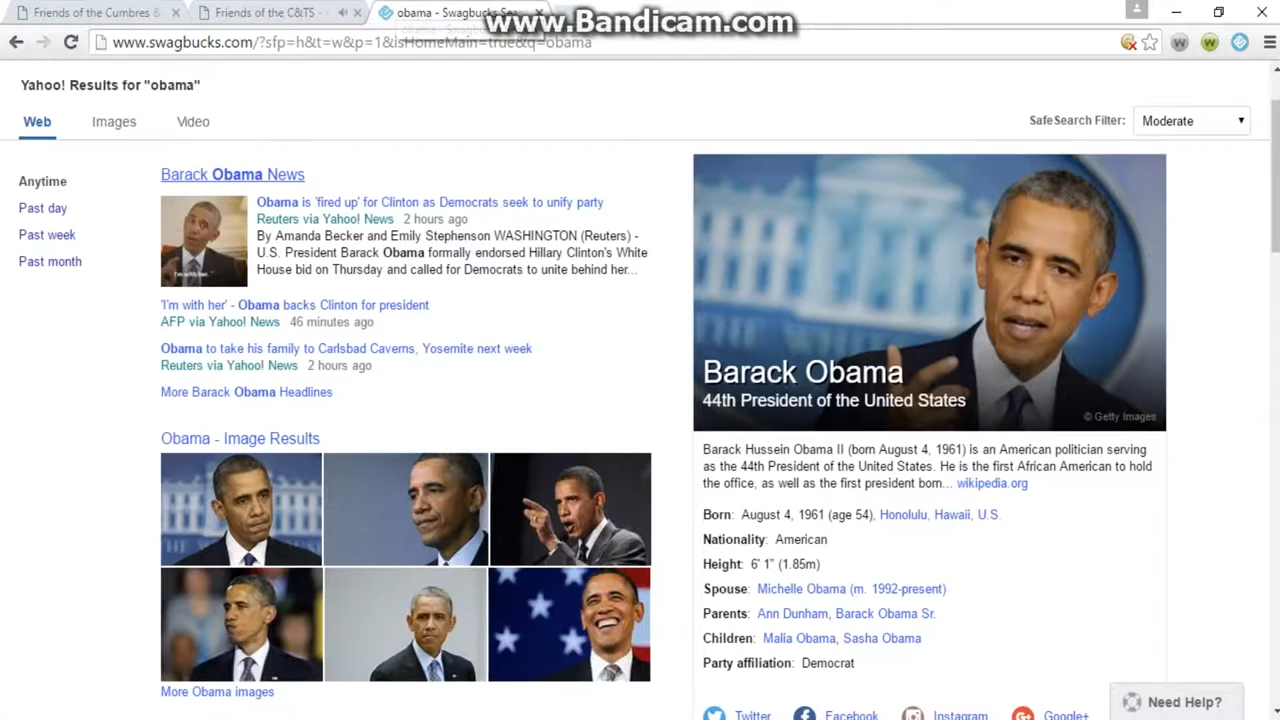 Friends of the Cumbres &
Friends of the C&TS -
obama - Swagbucks Sea
www.Bandicam.com
www.swagbucks.com/?sfp=h&t=w&p=1&isHomeMain=true&q=obama
Yahoo! Results for "obama"
Web
Images
Video
SafeSearch Filter:
Moderate
Anytime
Past day
Past week
Past month
Barack Obama News
Obama is 'fired up' for Clinton as Democrats seek to unify party
Reuters via Yahoo! News 2 hours ago
By Amanda Becker and Emily Stephenson WASHINGTON (Reuters) -
U.S. President Barack Obama formally endorsed Hillary Clinton's White
House bid on Thursday and called for Democrats to unite behind her...
I'm with her.
'I'm with her' - Obama backs Clinton for president
AFP via Yahoo! News 46 minutes ago
Obama to take his family to Carlsbad Caverns, Yosemite next week
Reuters via Yahoo! News 2 hours ago
More Barack Obama Headlines
Obama - Image Results
More Obama images
Barack Obama
44th President of the United States
© Getty Images
Barack Hussein Obama II (born August 4, 1961) is an American politician serving
as the 44th President of the United States. He is the first African American to hold
the office, as well as the first president born... wikipedia.org
Born: August 4, 1961 (age 54), Honolulu, Hawaii, U.S.
Nationality: American
Height: 6' 1" (1.85m)
Spouse: Michelle Obama (m. 1992-present)
Parents: Ann Dunham, Barack Obama Sr.
Children: Malia Obama, Sasha Obama
Party affiliation: Democrat
Twitter
Facebook
Instagram
Google+
Need Help?